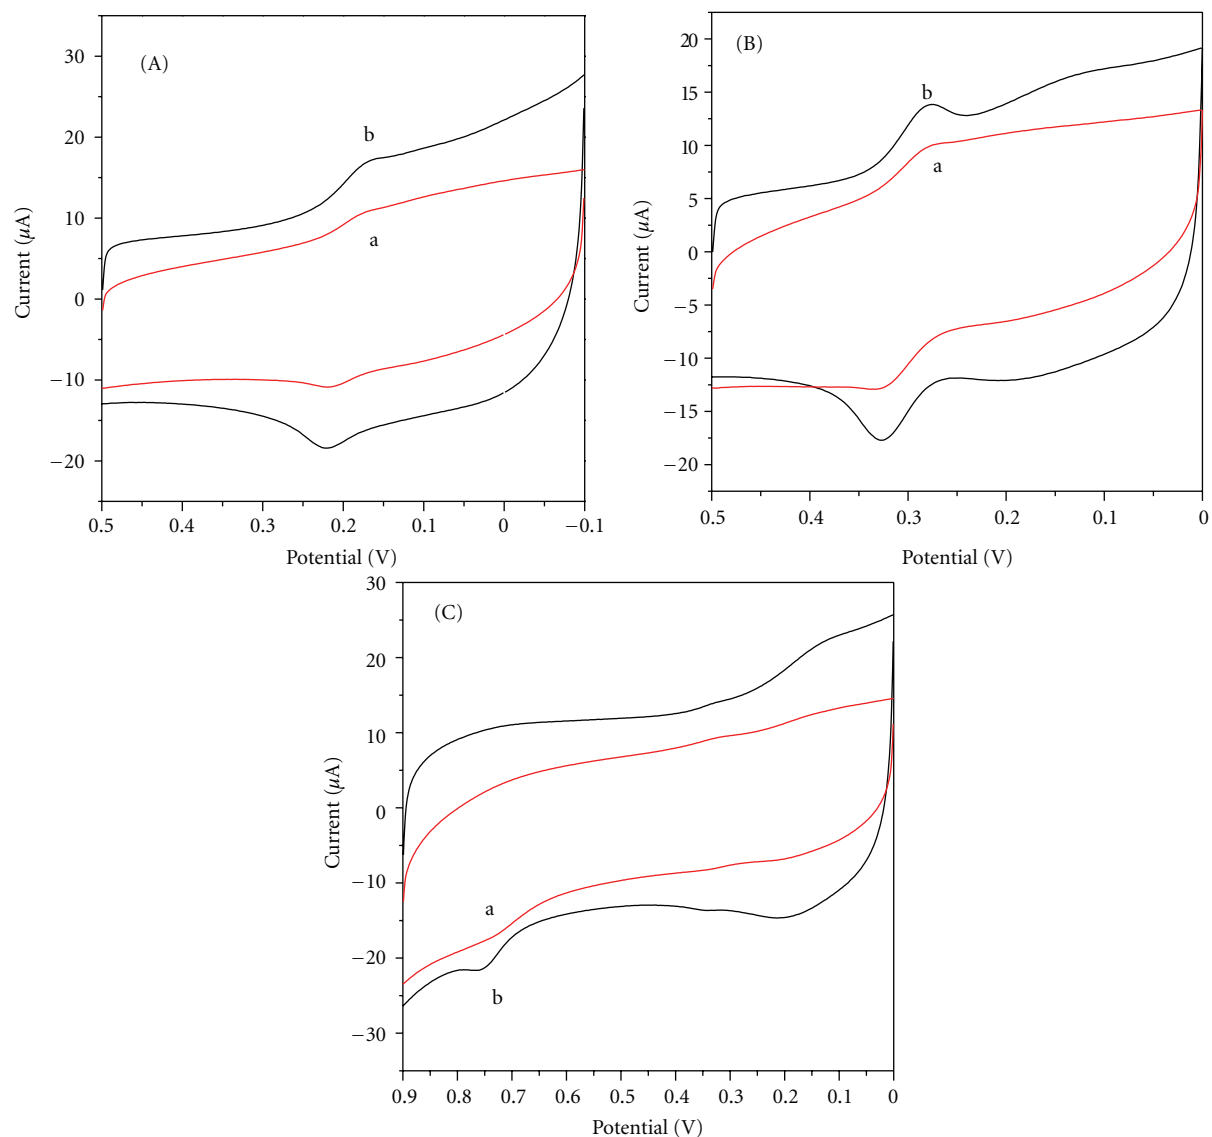 (A)
30
20
10
0
−10
−20
Current (μA)
b
a
0.5 0.4 0.3 0.2 0.1 0 −0.1
Potential (V)
(B)
20
15
10
5
0
−5
−10
−15
−20
Current (μA)
b
a
0.5 0.4 0.3 0.2 0.1 0
Potential (V)
(C)
30
20
10
0
−10
−20
−30
Current (μA)
a
b
0.9 0.8 0.7 0.6 0.5 0.4 0.3 0.2 0.1 0
Potential (V)